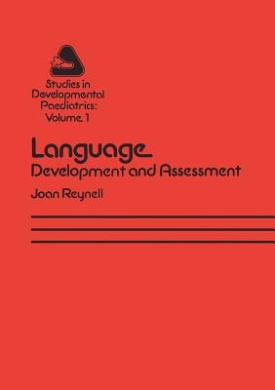 Studies in
Developmental
Paediatrics:
Volume. 1
Language
Development and Assessment
Joan Reynell